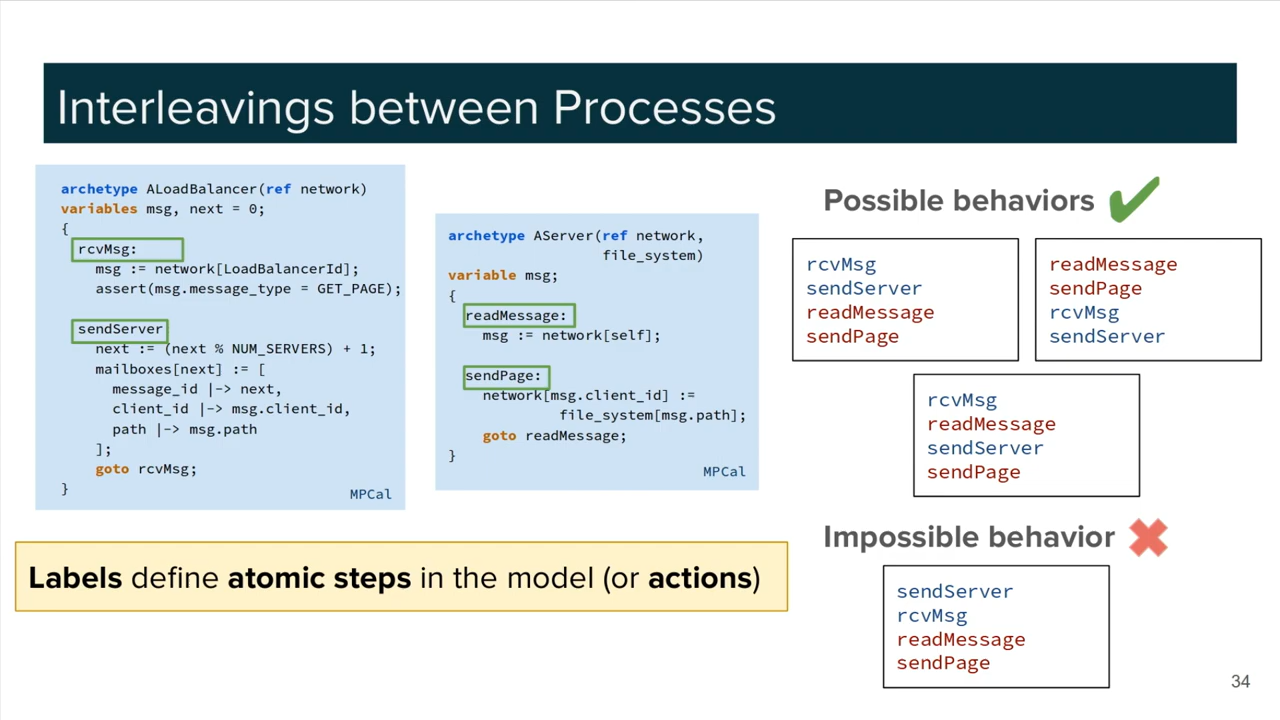 Interleavings between Processes
archetype ALoadBalancer(ref network)
variables msg, next = 0;
{
rcvMsg:
msg := network[LoadBalancerId];
assert(msg.message_type = GET_PAGE);
sendServer
next := (next % NUM_SERVERS) + 1;
mailboxes[next] := [
message_id |-> next,
client_id |-> msg.client_id,
path |-> msg.path
];
goto rcvMsg;
}
MPCal
archetype AServer(ref network,
file_system)
variable msg;
{
readMessage:
msg := network[self];
sendPage:
network[msg.client_id] :=
file_system[msg.path];
goto readMessage;
}
MPCal
Labels define atomic steps in the model (or actions)
Possible behaviors
rcvMsg
sendServer
readMessage
sendPage
readMessage
sendPage
rcvMsg
sendServer
rcvMsg
readMessage
sendServer
sendPage
Impossible behavior
sendServer
rcvMsg
readMessage
sendPage
34